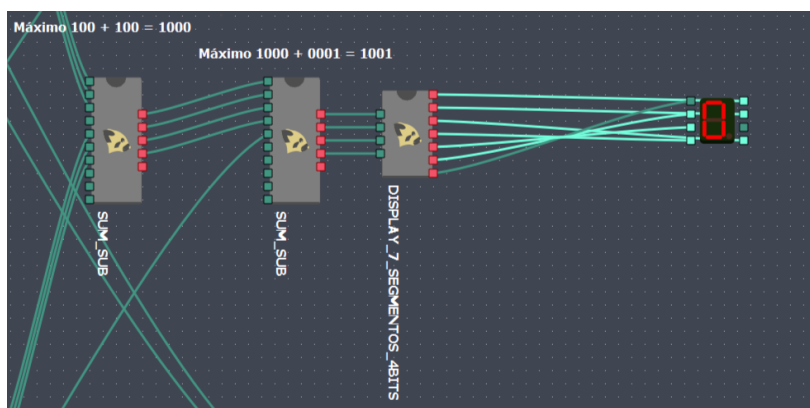 Máximo 100 + 100 = 1000
Máximo 1000 + 0001 = 1001
SUM_SUB
SUM_SUB
DISPLAY_7_SEGMENTOS_4BITS